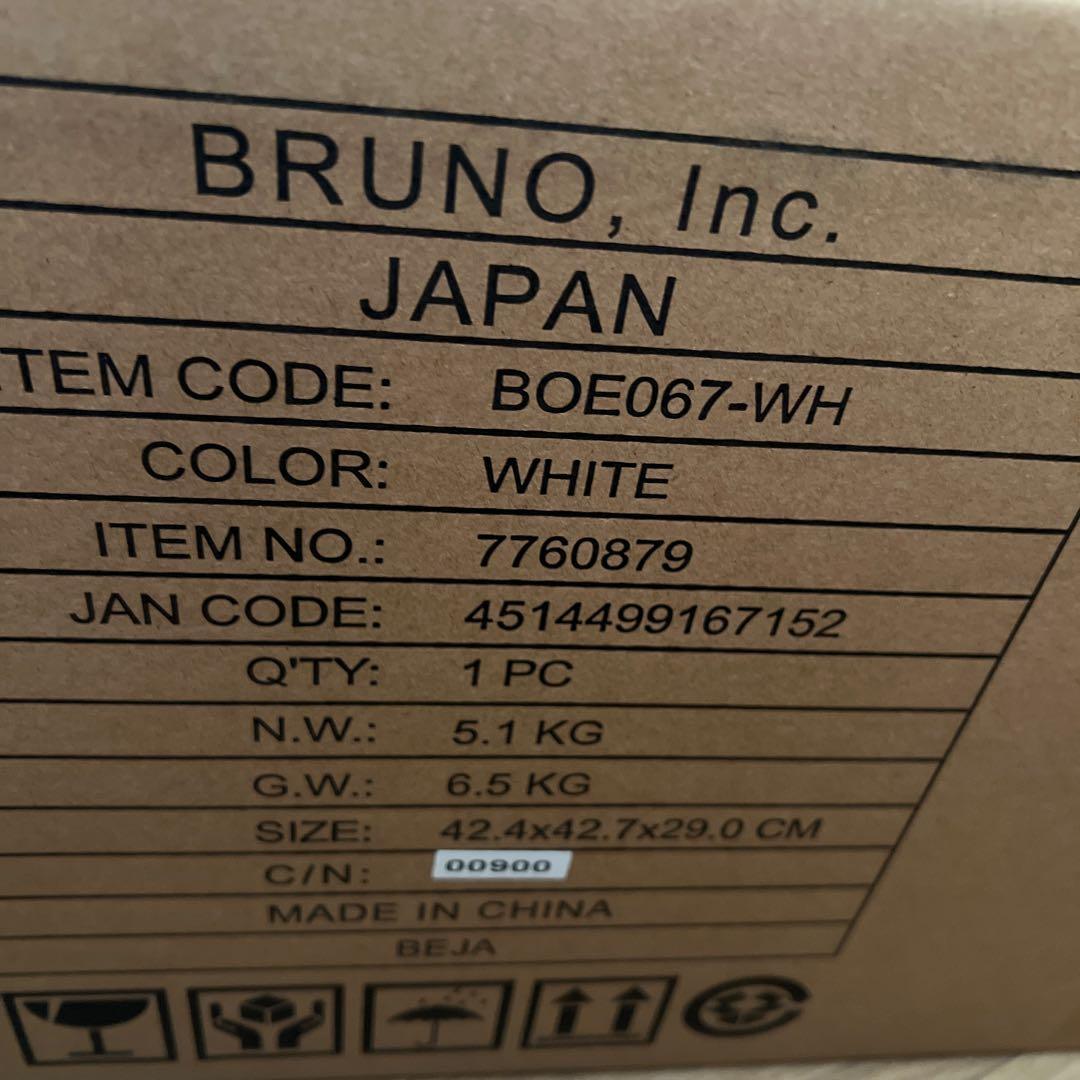 BRUNO, Inc.
JAPAN
ITEM CODE: BOE067-WH
COLOR: WHITE
ITEM NO.: 7760879
JAN CODE: 4514499167152
Q'TY: 1 PC
N.W.: 5.1 KG
G.W.: 6.5 KG
SIZE: 42.4x42.7x29.0 CM
C/N: 00900
MADE IN CHINA
BEJA